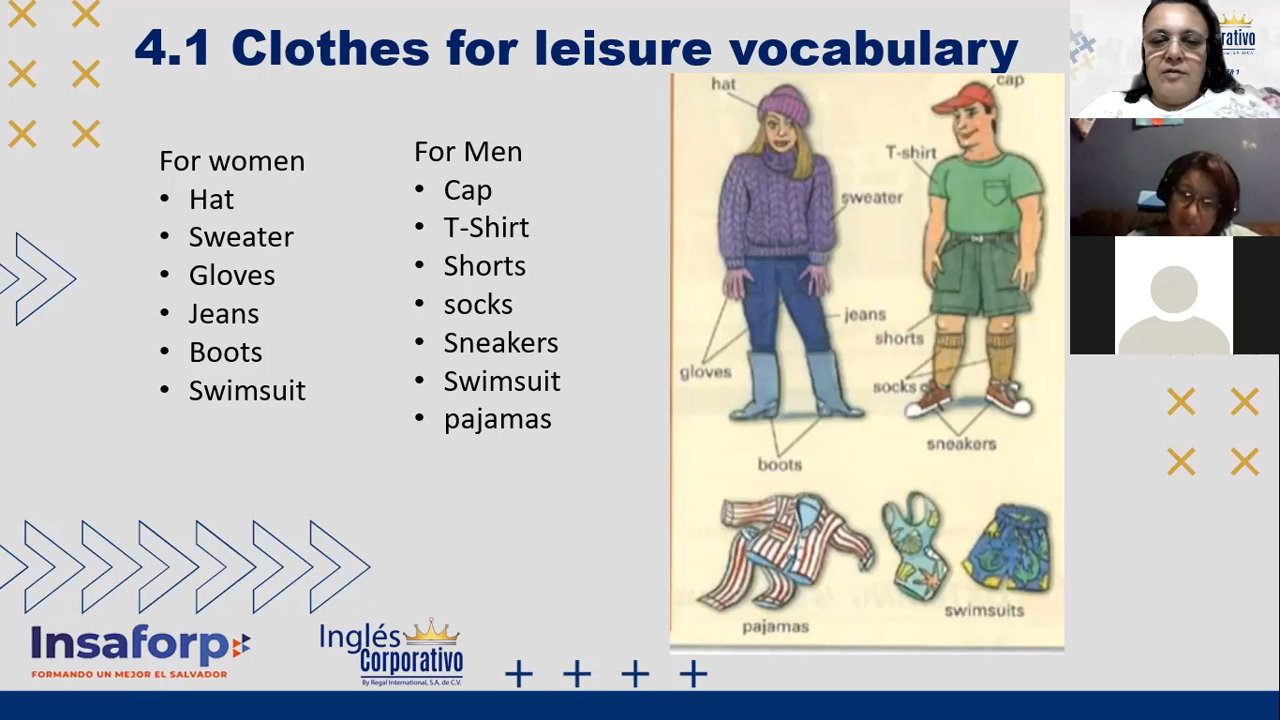 4.1 Clothes for leisure vocabulary
For women
Hat
Sweater
Gloves
Jeans
Boots
Swimsuit
For Men
Cap
T-Shirt
Shorts
socks
Sneakers
Swimsuit
pajamas
hat
cap
T-shirt
sweater
jeans
shorts
gloves
socks
sneakers
boots
swimsuits
pajamas
Insaforp
FORMANDO UN MEJOR EL SALVADOR
Inglés
Corporativo
By Regal International, S.A. de C.V.